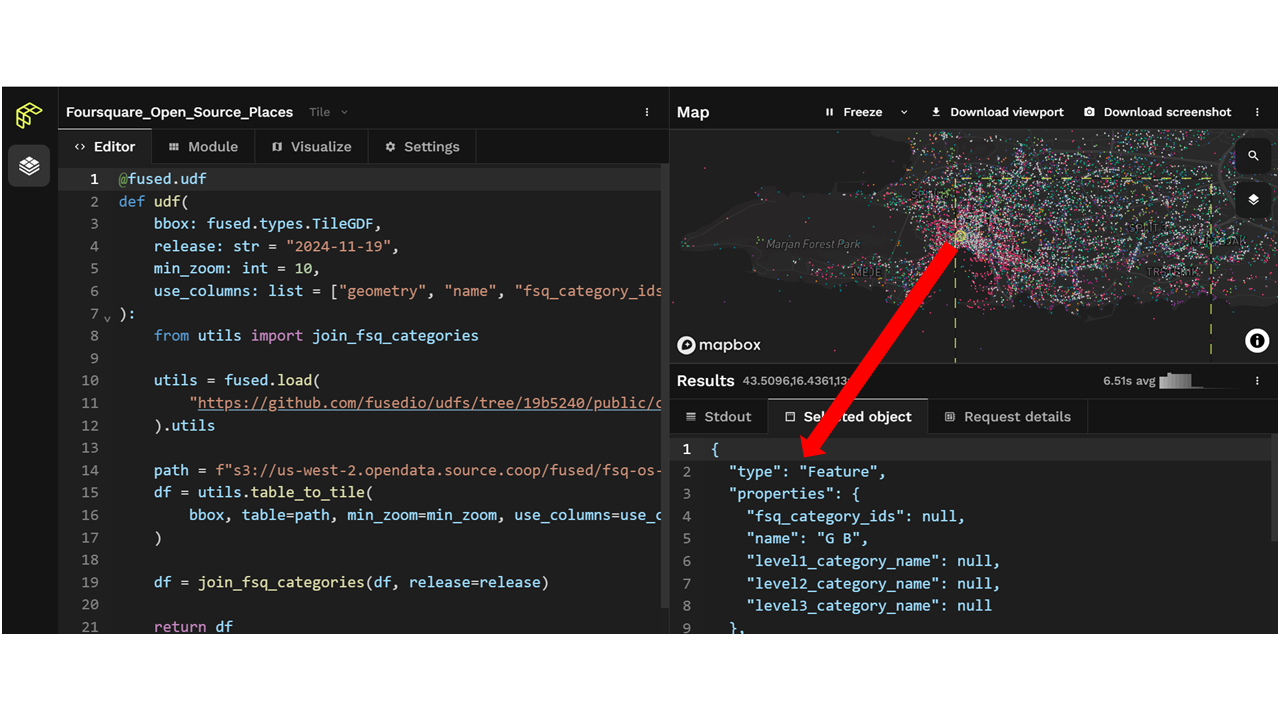 Foursquare_Open_Source_Places Tile
Editor Module Visualize Settings
1 @fused.udf
2 def udf(
3 bbox: fused.types.TileGDF,
4 release: str = "2024-11-19",
5 min_zoom: int = 10,
6 use_columns: list = ["geometry", "name", "fsq_category_ids
7 ):
8 from utils import join_fsq_categories
9
10 utils = fused.load(
11 "https://github.com/fusedio/udfs/tree/19b5240/public/c
12 ).utils
13
14 path = f"s3://us-west-2.opendata.source.coop/fused/fsq-os-
15 df = utils.table_to_tile(
16 bbox, table=path, min_zoom=min_zoom, use_columns=use_c
17 )
18
19 df = join_fsq_categories(df, release=release)
20
21 return df
Map Freeze Download viewport Download screenshot
Marjan Forest Park
MEJE
mapbox
Results 43.5096,16.4361,13 6.51s avg
Stdout Selected object Request details
1 {
2 "type": "Feature",
3 "properties": {
4 "fsq_category_ids": null,
5 "name": "G B",
6 "level1_category_name": null,
7 "level2_category_name": null,
8 "level3_category_name": null
9 },